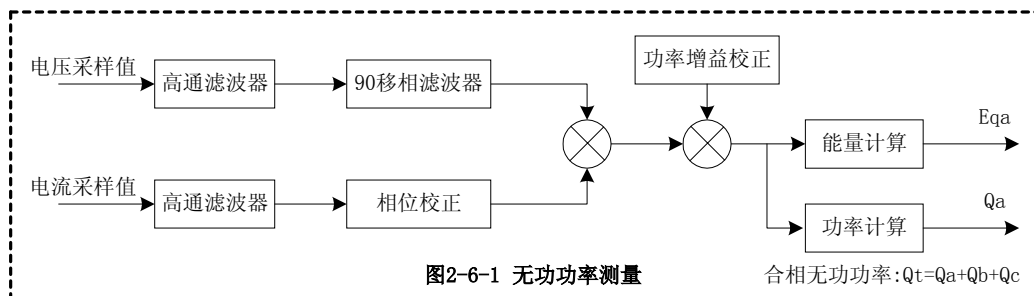 功率增益校正
电压采样值
高通滤波器
90移相滤波器
Eqa
能量计算
电流采样值
高通滤波器
相位校正
Qa
功率计算
图2-6-1 无功功率测量
合相无功功率:Qt=Qa+Qb+Qc